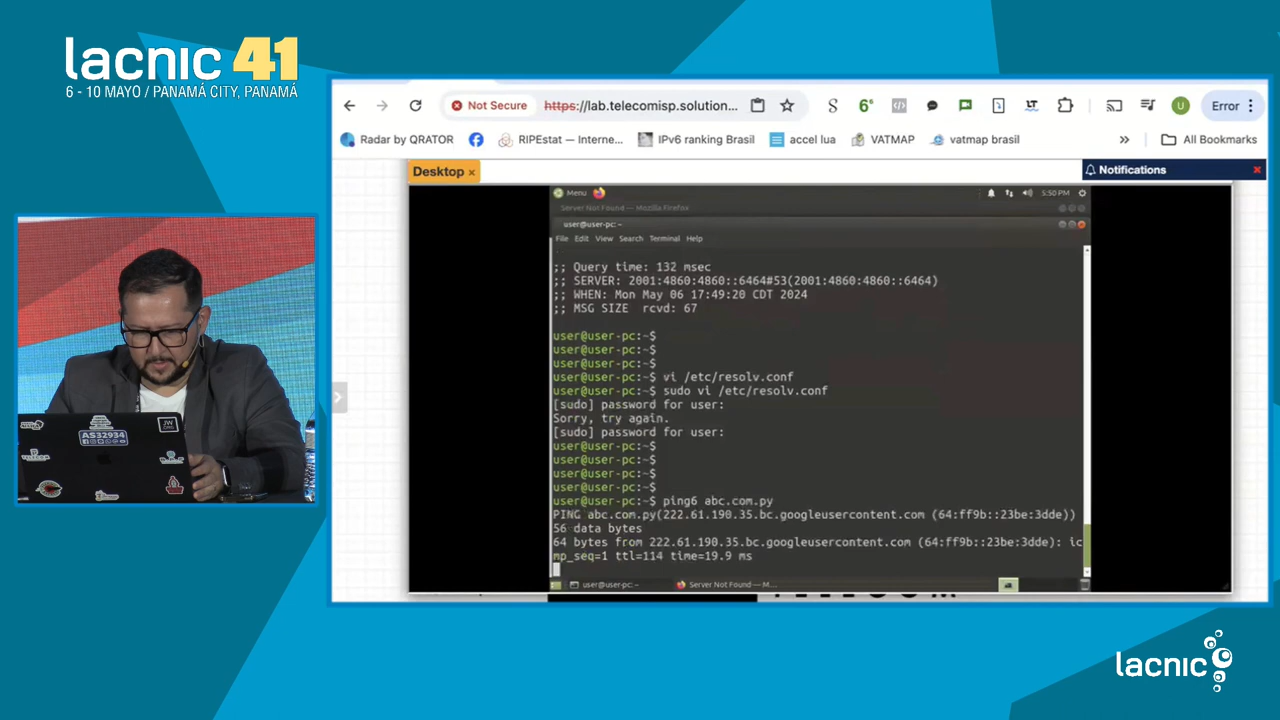 lacnic 41
6 - 10 MAYO / PANAMÁ CITY, PANAMÁ
Not Secure https://lab.telecomisp.solution... Error
Radar by QRATOR RIPEstat — Interne... IPv6 ranking Brasil accel lua VATMAP vatmap brasil » All Bookmarks
Desktop × Notifications ×
Menu 5:50 PM
Server Not Found — Mozilla Firefox
user@user-pc: ~
File Edit View Search Terminal Help
;; Query time: 132 msec
;; SERVER: 2001:4860:4860::6464#53(2001:4860:4860::6464)
;; WHEN: Mon May 06 17:49:20 CDT 2024
;; MSG SIZE rcvd: 67
user@user-pc:~$
user@user-pc:~$
user@user-pc:~$
user@user-pc:~$ vi /etc/resolv.conf
user@user-pc:~$ sudo vi /etc/resolv.conf
[sudo] password for user:
Sorry, try again.
[sudo] password for user:
user@user-pc:~$
user@user-pc:~$
user@user-pc:~$
user@user-pc:~$
user@user-pc:~$ ping6 abc.com.py
PING abc.com.py(222.61.190.35.bc.googleusercontent.com (64:ff9b::23be:3dde))
56 data bytes
64 bytes from 222.61.190.35.bc.googleusercontent.com (64:ff9b::23be:3dde): ic
mp_seq=1 ttl=114 time=19.9 ms
user@user-pc: ~ Server Not Found — M...
AS32934
JW
lacnic